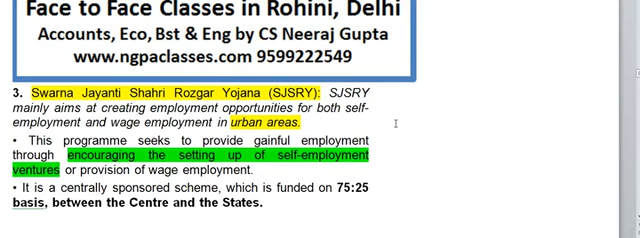 Face to Face Classes in Rohini, Delhi
Accounts, Eco, Bst & Eng by CS Neeraj Gupta
www.ngpaclasses.com 9599222549
3. Swarna Jayanti Shahri Rozgar Yojana (SJSRY): SJSRY
mainly aims at creating employment opportunities for both self-
employment and wage employment in urban areas.
• This programme seeks to provide gainful employment
through encouraging the setting up of self-employment
ventures or provision of wage employment.
• It is a centrally sponsored scheme, which is funded on 75:25
basis, between the Centre and the States.